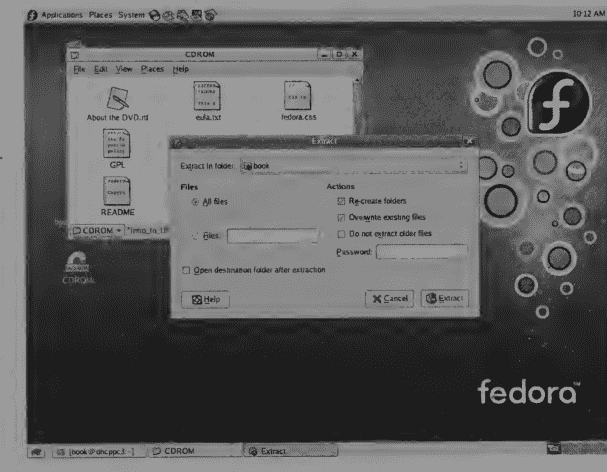 Applications Places System
10:12 AM
CDROM
File Edit View Places Help
About the DVD.rtf
eula.txt
fedora.css
GPL
README
CDROM
CDROM
Extract
Extract in folder: book
Files
All files
Files:
Actions
Re-create folders
Overwrite existing files
Do not extract older files
Password:
Open destination folder after extraction
Help
Cancel
Extract
fedora™
CDROM
Extract